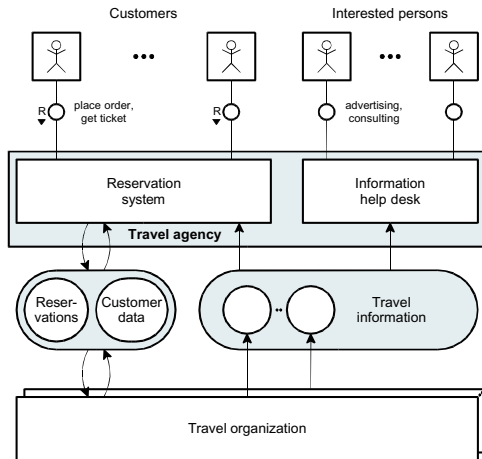 Customers
Interested persons
R
place order,
get ticket
R
advertising,
consulting
Reservation
system
Information
help desk
Travel agency
Reser-
vations
Customer
data
Travel
information
Travel organization